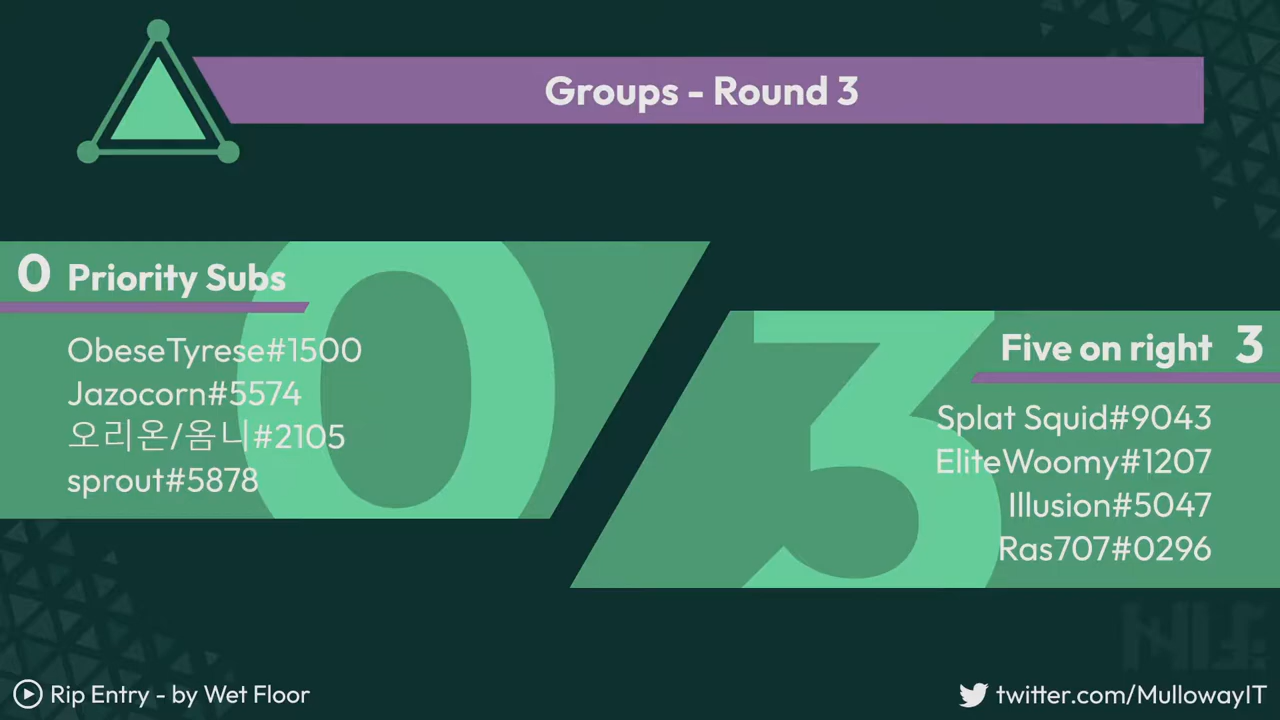 Groups - Round 3
0 Priority Subs
ObeseTyrese#1500
Jazocorn#5574
오리온/옴니#2105
sprout#5878
0
Five on right 3
Splat Squid#9043
EliteWoomy#1207
Illusion#5047
Ras707#0296
3
Rip Entry - by Wet Floor
twitter.com/MullowayIT